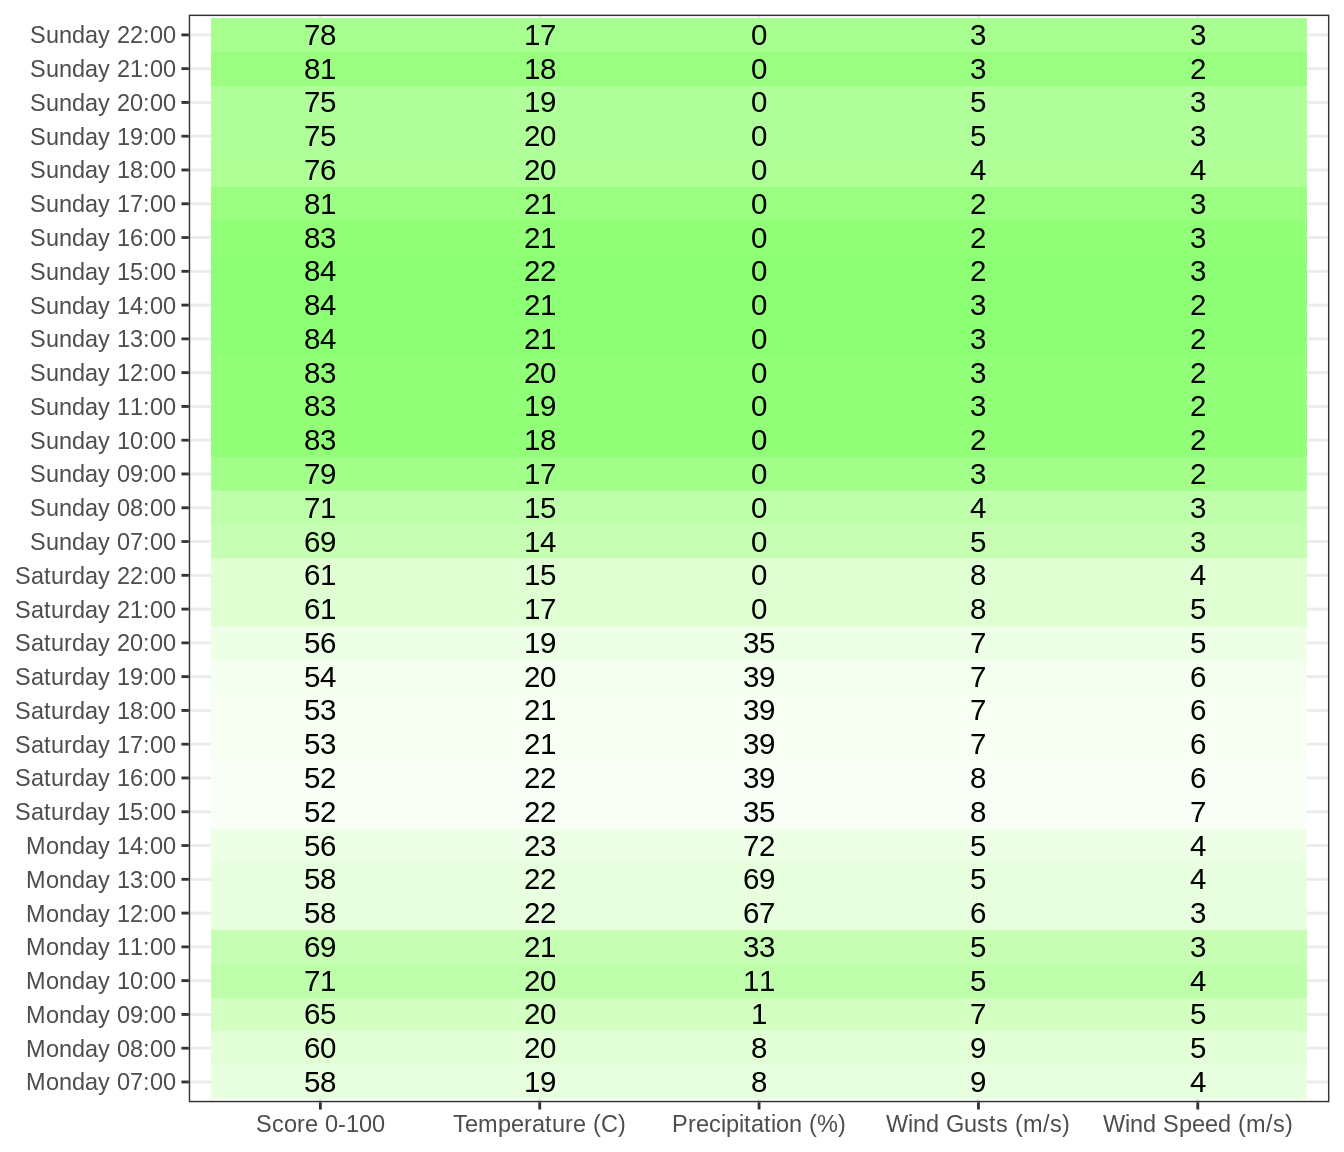 Sunday 22:00 78 17 0 3 3
Sunday 21:00 81 18 0 3 2
Sunday 20:00 75 19 0 5 3
Sunday 19:00 75 20 0 5 3
Sunday 18:00 76 20 0 4 4
Sunday 17:00 81 21 0 2 3
Sunday 16:00 83 21 0 2 3
Sunday 15:00 84 22 0 2 3
Sunday 14:00 84 21 0 3 2
Sunday 13:00 84 21 0 3 2
Sunday 12:00 83 20 0 3 2
Sunday 11:00 83 19 0 3 2
Sunday 10:00 83 18 0 2 2
Sunday 09:00 79 17 0 3 2
Sunday 08:00 71 15 0 4 3
Sunday 07:00 69 14 0 5 3
Saturday 22:00 61 15 0 8 4
Saturday 21:00 61 17 0 8 5
Saturday 20:00 56 19 35 7 5
Saturday 19:00 54 20 39 7 6
Saturday 18:00 53 21 39 7 6
Saturday 17:00 53 21 39 7 6
Saturday 16:00 52 22 39 8 6
Saturday 15:00 52 22 35 8 7
Monday 14:00 56 23 72 5 4
Monday 13:00 58 22 69 5 4
Monday 12:00 58 22 67 6 3
Monday 11:00 69 21 33 5 3
Monday 10:00 71 20 11 5 4
Monday 09:00 65 20 1 7 5
Monday 08:00 60 20 8 9 5
Monday 07:00 58 19 8 9 4
Score 0-100 Temperature (C) Precipitation (%) Wind Gusts (m/s) Wind Speed (m/s)